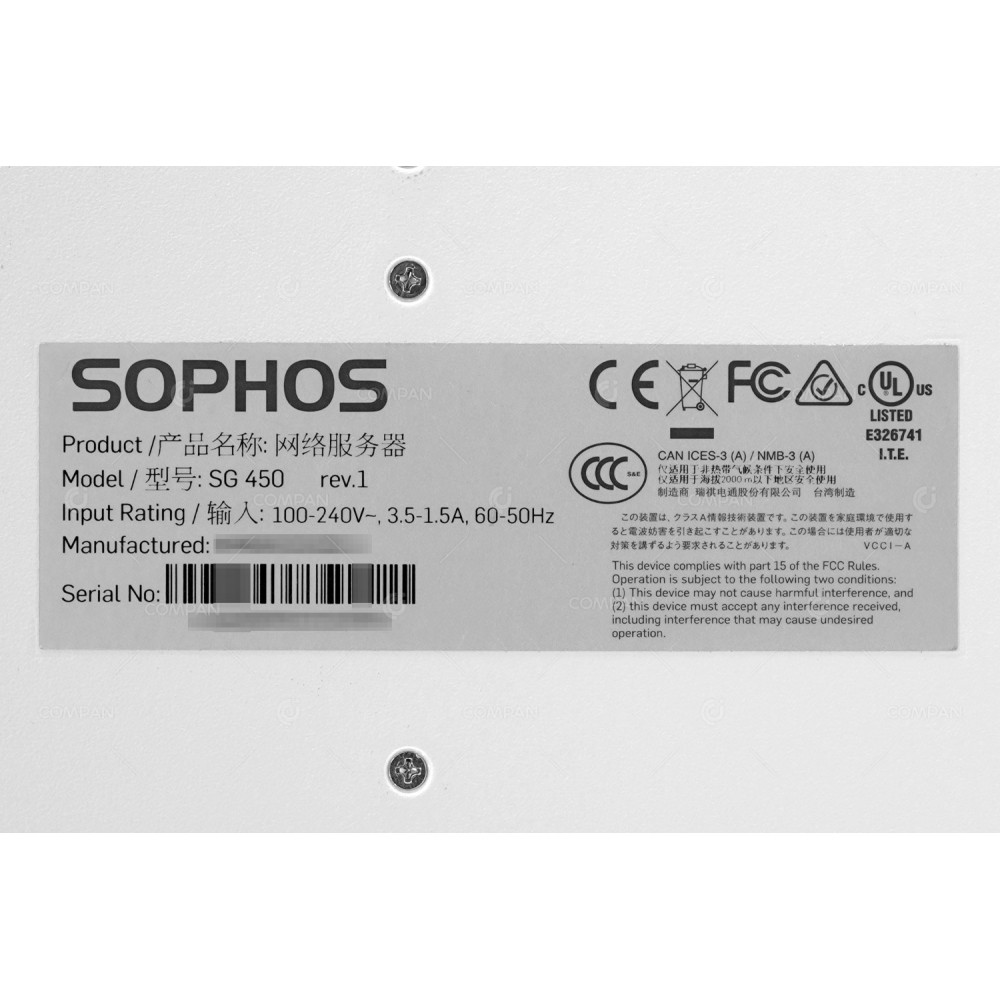 SOPHOS
Product /产品名称: 网络服务器
Model / 型号: SG 450 rev.1
Input Rating / 输入: 100-240V~, 3.5-1.5A, 60-50Hz
Manufactured:
Serial No:
CE FC c UL US
LISTED
E326741
I.T.E.
CCC S&E
CAN ICES-3 (A) / NMB-3 (A)
仅适用于非热带气候条件下安全使用
仅适用于海拔2000m以下地区安全使用
制造商 瑞祺电通股份有限公司 台湾制造
この装置は、クラスA情報技術装置です。この装置を家庭環境で使用す
ると電波妨害を引き起こすことがあります。この場合には使用者が適切な
対策を講ずるよう要求されることがあります。 VCCI-A
This device complies with part 15 of the FCC Rules.
Operation is subject to the following two conditions:
(1) This device may not cause harmful interference, and
(2) this device must accept any interference received,
including interference that may cause undesired
operation.
COMPAN